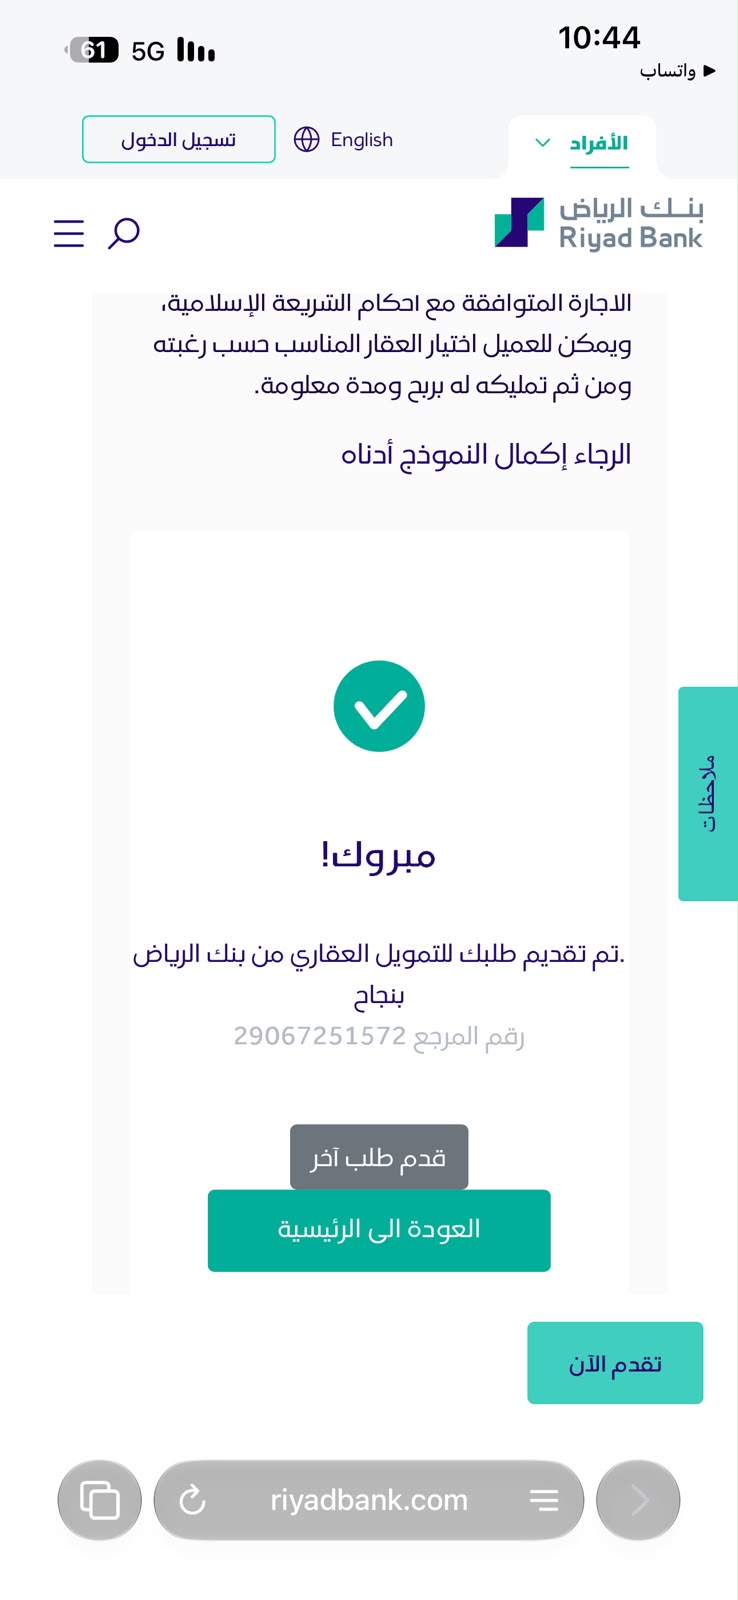 10:44
61 5G
واتساب
الأفراد
English
تسجيل الدخول
بنك الرياض
Riyad Bank
الاجارة المتوافقة مع احكام الشريعة الإسلامية،
ويمكن للعميل اختيار العقار المناسب حسب رغبته
ومن ثم تمليكه له بربح ومدة معلومة.
الرجاء إكمال النموذج أدناه
ملاحظات
مبروك!
.تم تقديم طلبك للتمويل العقاري من بنك الرياض
بنجاح
رقم المرجع 29067251572
قدم طلب آخر
العودة الى الرئيسية
تقدم الآن
riyadbank.com